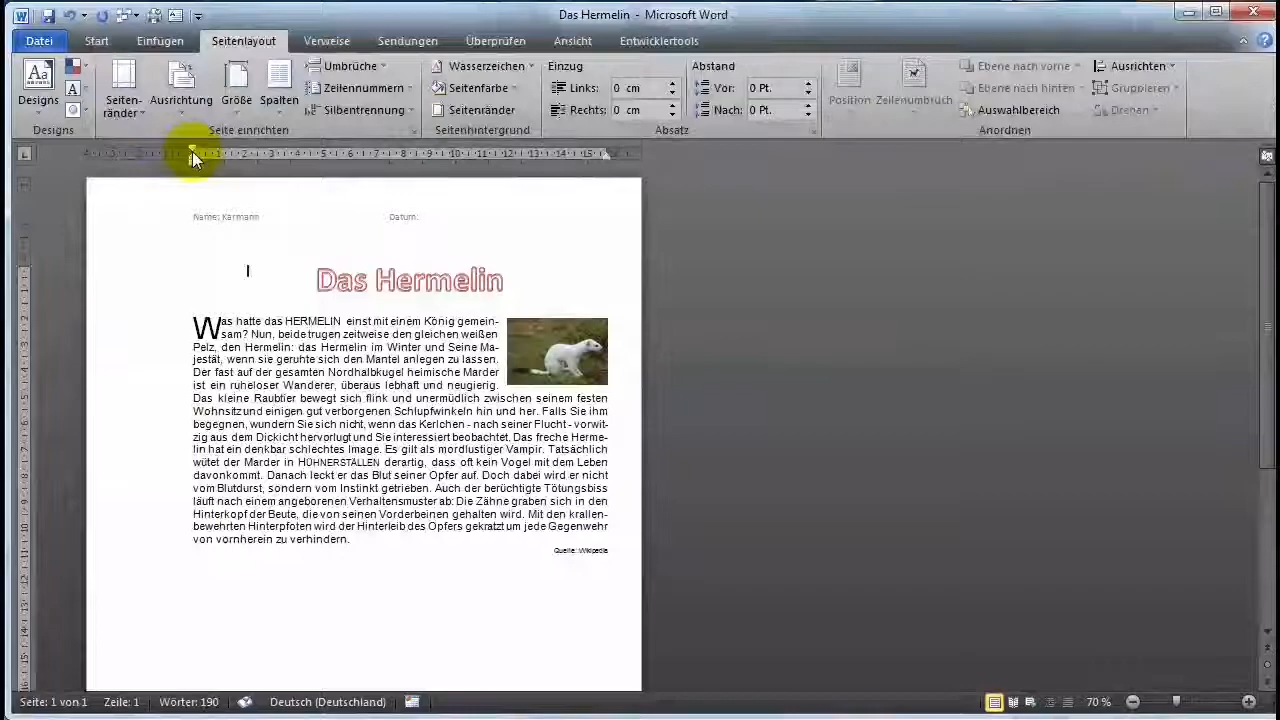 Das Hermelin - Microsoft Word
Datei Start Einfügen Seitenlayout Verweise Sendungen Überprüfen Ansicht Entwicklertools
Designs
Designs
Seiten-
ränder
Ausrichtung
Größe
Spalten
Umbrüche
Zeilennummern
Silbentrennung
Seite einrichten
Wasserzeichen
Seitenfarbe
Seitenränder
Seitenhintergrund
Einzug
Links: 0 cm
Rechts: 0 cm
Abstand
Vor: 0 Pt.
Nach: 0 Pt.
Absatz
Position
Zeilenumbruch
Ebene nach vorne
Ebene nach hinten
Auswahlbereich
Ausrichten
Gruppieren
Drehen
Anordnen
Name: Karmann Datum:
Das Hermelin
Was hatte das HERMELIN einst mit einem König gemein-
sam? Nun, beide trugen zeitweise den gleichen weißen
Pelz, den Hermelin: das Hermelin im Winter und Seine Ma-
jestät, wenn sie geruhte sich den Mantel anlegen zu lassen.
Der fast auf der gesamten Nordhalbkugel heimische Marder
ist ein ruheloser Wanderer, überaus lebhaft und neugierig.
Das kleine Raubtier bewegt sich flink und unermüdlich zwischen seinem festen
Wohnsitz und einigen gut verborgenen Schlupfwinkeln hin und her. Falls Sie ihm
begegnen, wundern Sie sich nicht, wenn das Kerlchen - nach seiner Flucht - vorwit-
zig aus dem Dickicht hervorlugt und Sie interessiert beobachtet. Das freche Herme-
lin hat ein denkbar schlechtes Image. Es gilt als mordlustiger Vampir. Tatsächlich
wütet der Marder in HÜHNERSTÄLLEN derartig, dass oft kein Vogel mit dem Leben
davonkommt. Danach leckt er das Blut seiner Opfer auf. Doch dabei wird er nicht
vom Blutdurst, sondern vom Instinkt getrieben. Auch der berüchtigte Tötungsbiss
läuft nach einem angeborenen Verhaltensmuster ab: Die Zähne graben sich in den
Hinterkopf der Beute, die von seinen Vorderbeinen gehalten wird. Mit den krallen-
bewehrten Hinterpfoten wird der Hinterleib des Opfers gekratzt um jede Gegenwehr
von vornherein zu verhindern.
Quelle: Wikipedia
Seite: 1 von 1 Zeile: 1 Wörter: 190 Deutsch (Deutschland) 70 %